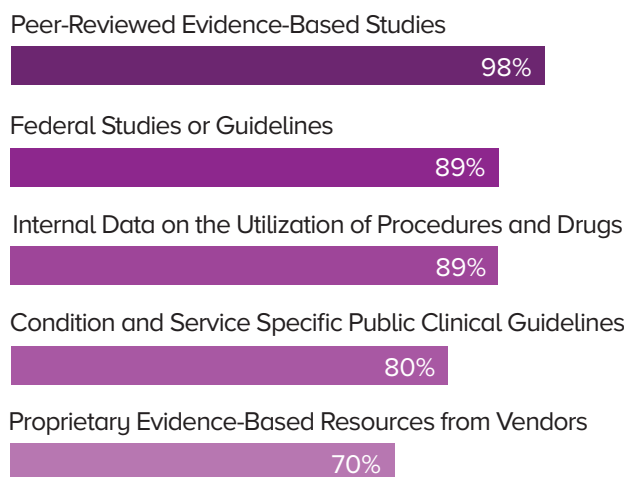 Peer-Reviewed Evidence-Based Studies
98%
Federal Studies or Guidelines
89%
Internal Data on the Utilization of Procedures and Drugs
89%
Condition and Service Specific Public Clinical Guidelines
80%
Proprietary Evidence-Based Resources from Vendors
70%